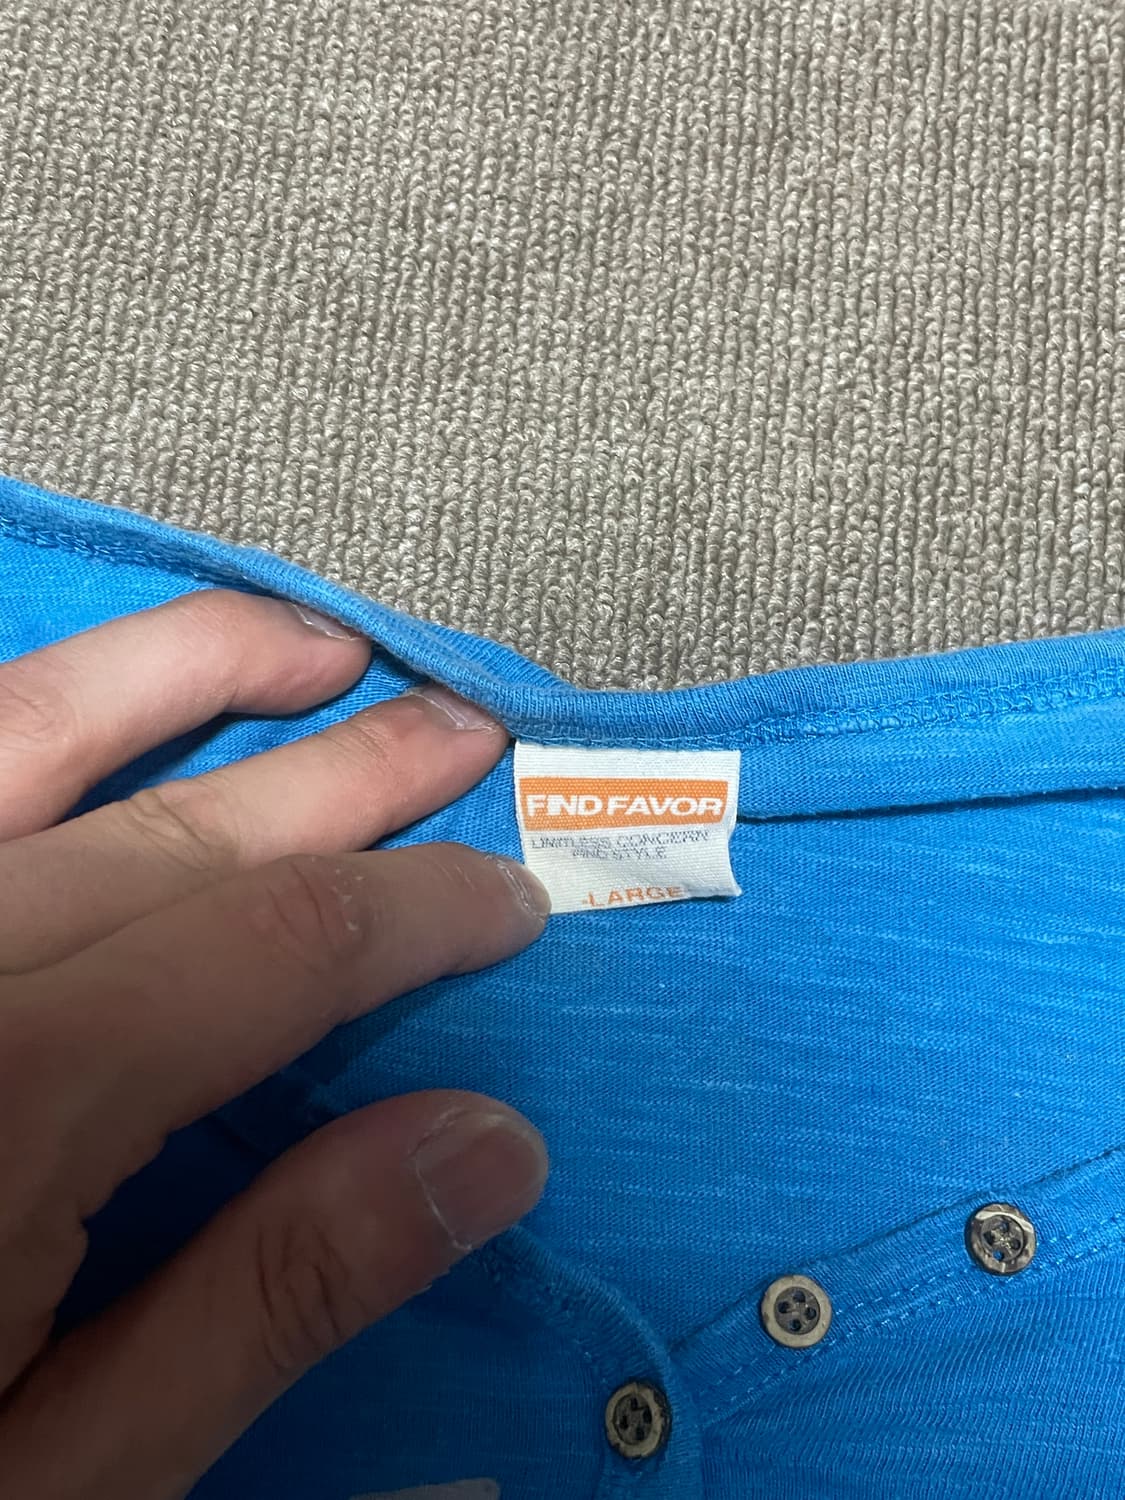 FIND FAVOR
LIMITLESS CONCERN
AND STYLE
-LARGE-